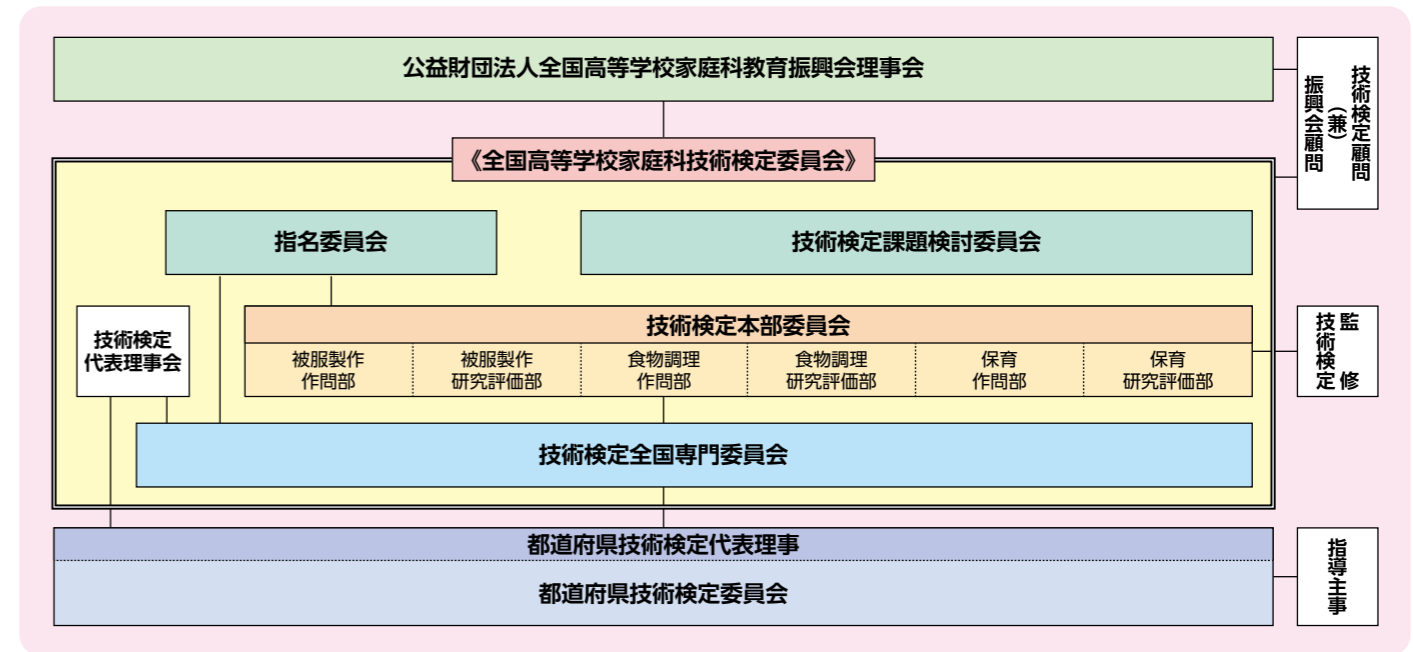 公益財団法人全国高等学校家庭科教育振興会理事会
技術検定顧問
（兼）
振興会顧問
《全国高等学校家庭科技術検定委員会》
指名委員会
技術検定課題検討委員会
技術検定
代表理事会
技術検定本部委員会
被服製作
作問部
被服製作
研究評価部
食物調理
作問部
食物調理
研究評価部
保育
作問部
保育
研究評価部
監修
技術検定
技術検定全国専門委員会
都道府県技術検定代表理事
都道府県技術検定委員会
指導主事